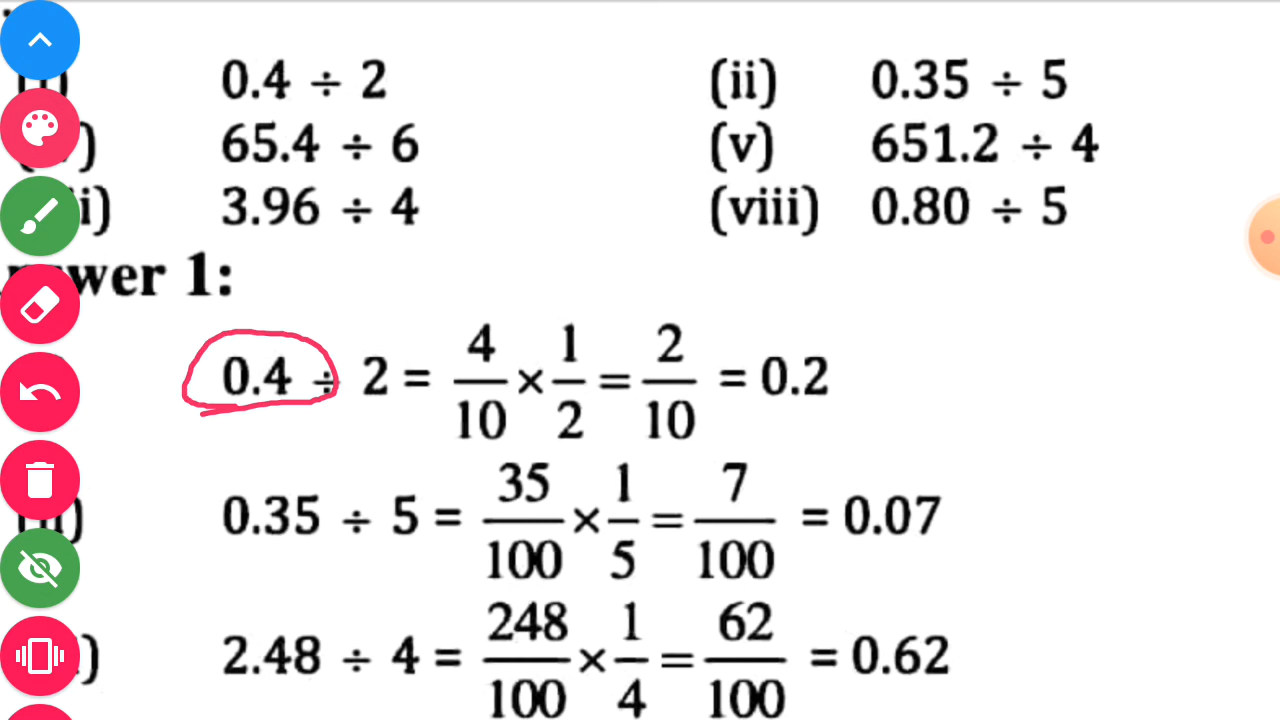 0.4 ÷ 2 (ii) 0.35 ÷ 5
65.4 ÷ 6 (v) 651.2 ÷ 4
3.96 ÷ 4 (viii) 0.80 ÷ 5
1:
0.4 ÷ 2 = 4/10 × 1/2 = 2/10 = 0.2
0.35 ÷ 5 = 35/100 × 1/5 = 7/100 = 0.07
2.48 ÷ 4 = 248/100 × 1/4 = 62/100 = 0.62